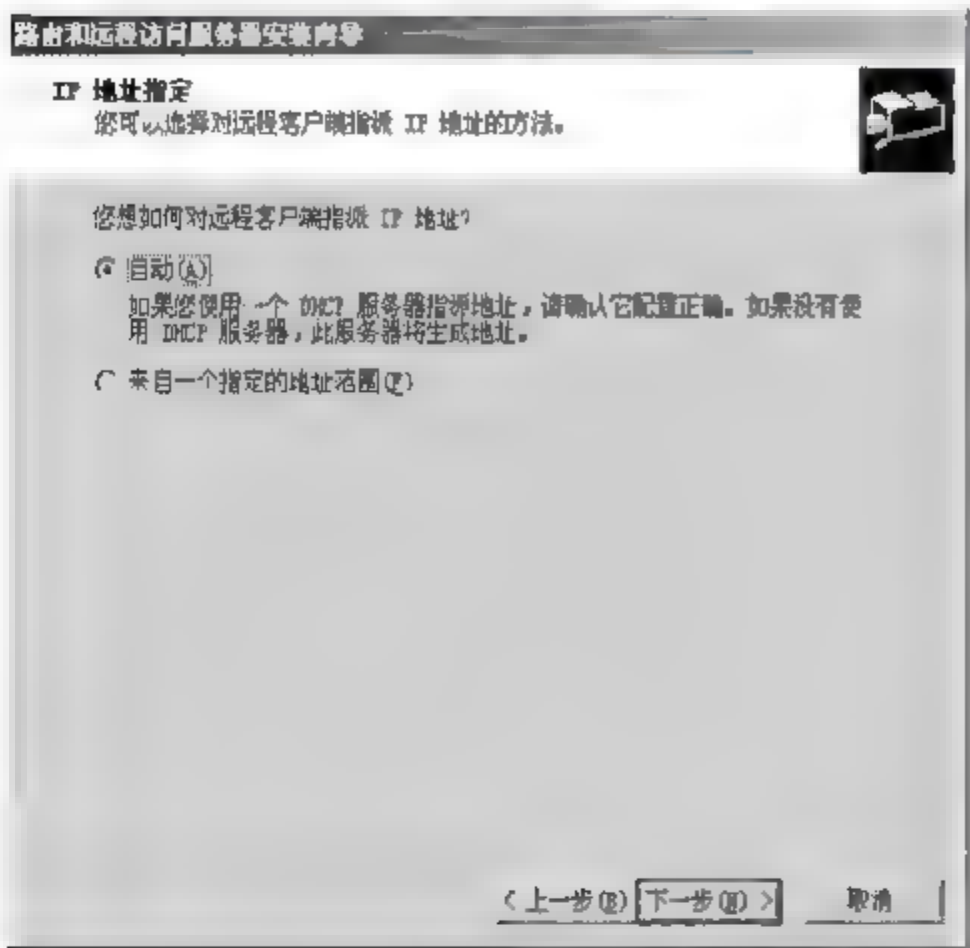 路由和远程访问服务器安装向导
IP 地址指定
您可以选择对远程客户端指派 IP 地址的方法。
您想如何对远程客户端指派 IP 地址?
自动(A)
如果您使用一个 DHCP 服务器指派地址,请确认它配置正确。如果没有使
用 DHCP 服务器,此服务器将生成地址。
来自一个指定的地址范围(F)
< 上一步(B) 下一步(N) > 取消